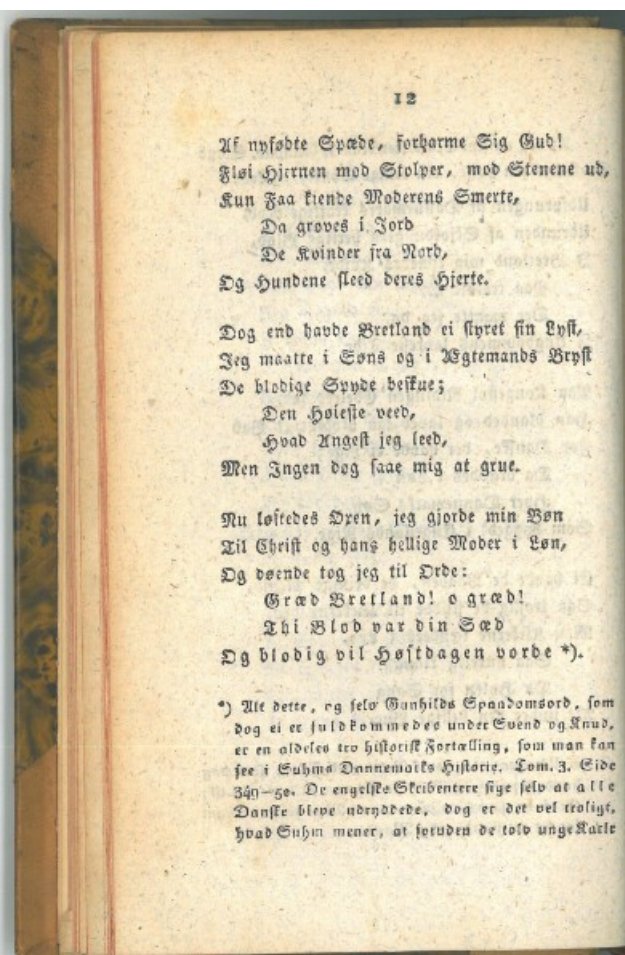 12
Af nyfødte Spæde, forharme Sig Gud!
Fløi Hjernen mod Stolper, mod Stenene ud,
Kun Faa kiende Moderens Smerte,
Da groves i Jord
De Kvinder fra Nord,
Og Hundene sleed deres Hjerte.
Dog end havde Bretland ei styret sin Lyst,
Jeg maatte i Søns og i Ægtemands Bryst
De blodige Spyde beskue;
Den Høieste veed,
Hvad Angest jeg leed,
Men Ingen dog saae mig at grue.
Nu løftedes Øxen, jeg gjorde min Bøn
Til Christ og hans hellige Moder i Løn,
Og døende tog jeg til Orde:
Græd Bretland! o græd!
Thi Blod var din Sæd
Og blodig vil Høstdagen vorde *).
*) Alt dette, og selv Gunhilds Spaadomsord, som
dog ei er fuldkommedes under Svend og Knud,
er en aldeles tro historisk Fortælling, som man kan
see i Suhms Dannemarks Historie. Tom. 3. Side
349—52. De engelske Skribentere sige selv at alle
Danske bleve udryddede, dog er det vel troligt,
hvad Suhm mener, at foruden de tolv unge Karle